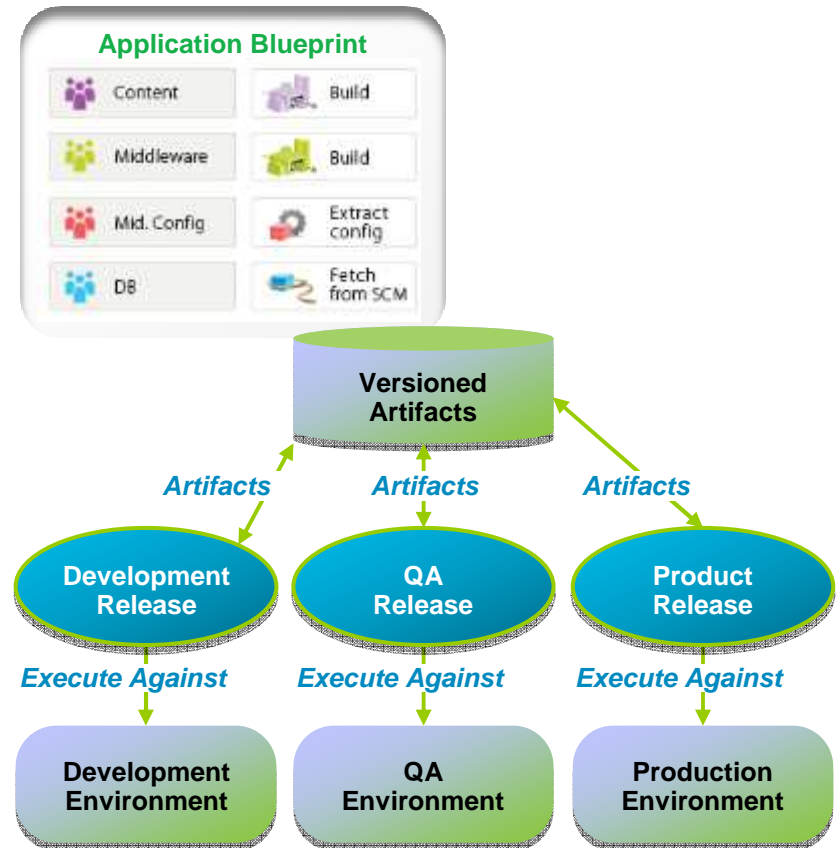 Application Blueprint
Content
Build
Middleware
Build
Mid. Config
Extract
config
DB
Fetch
from SCM
Versioned
Artifacts
Artifacts
Artifacts
Artifacts
Development
Release
QA
Release
Product
Release
Execute Against
Execute Against
Execute Against
Development
Environment
QA
Environment
Production
Environment